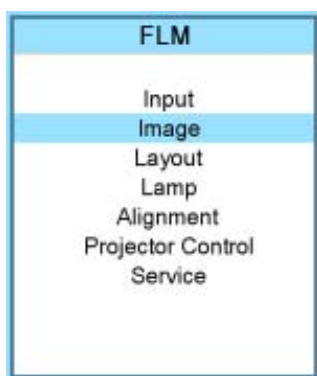 FLM
Input
Image
Layout
Lamp
Alignment
Projector Control
Service